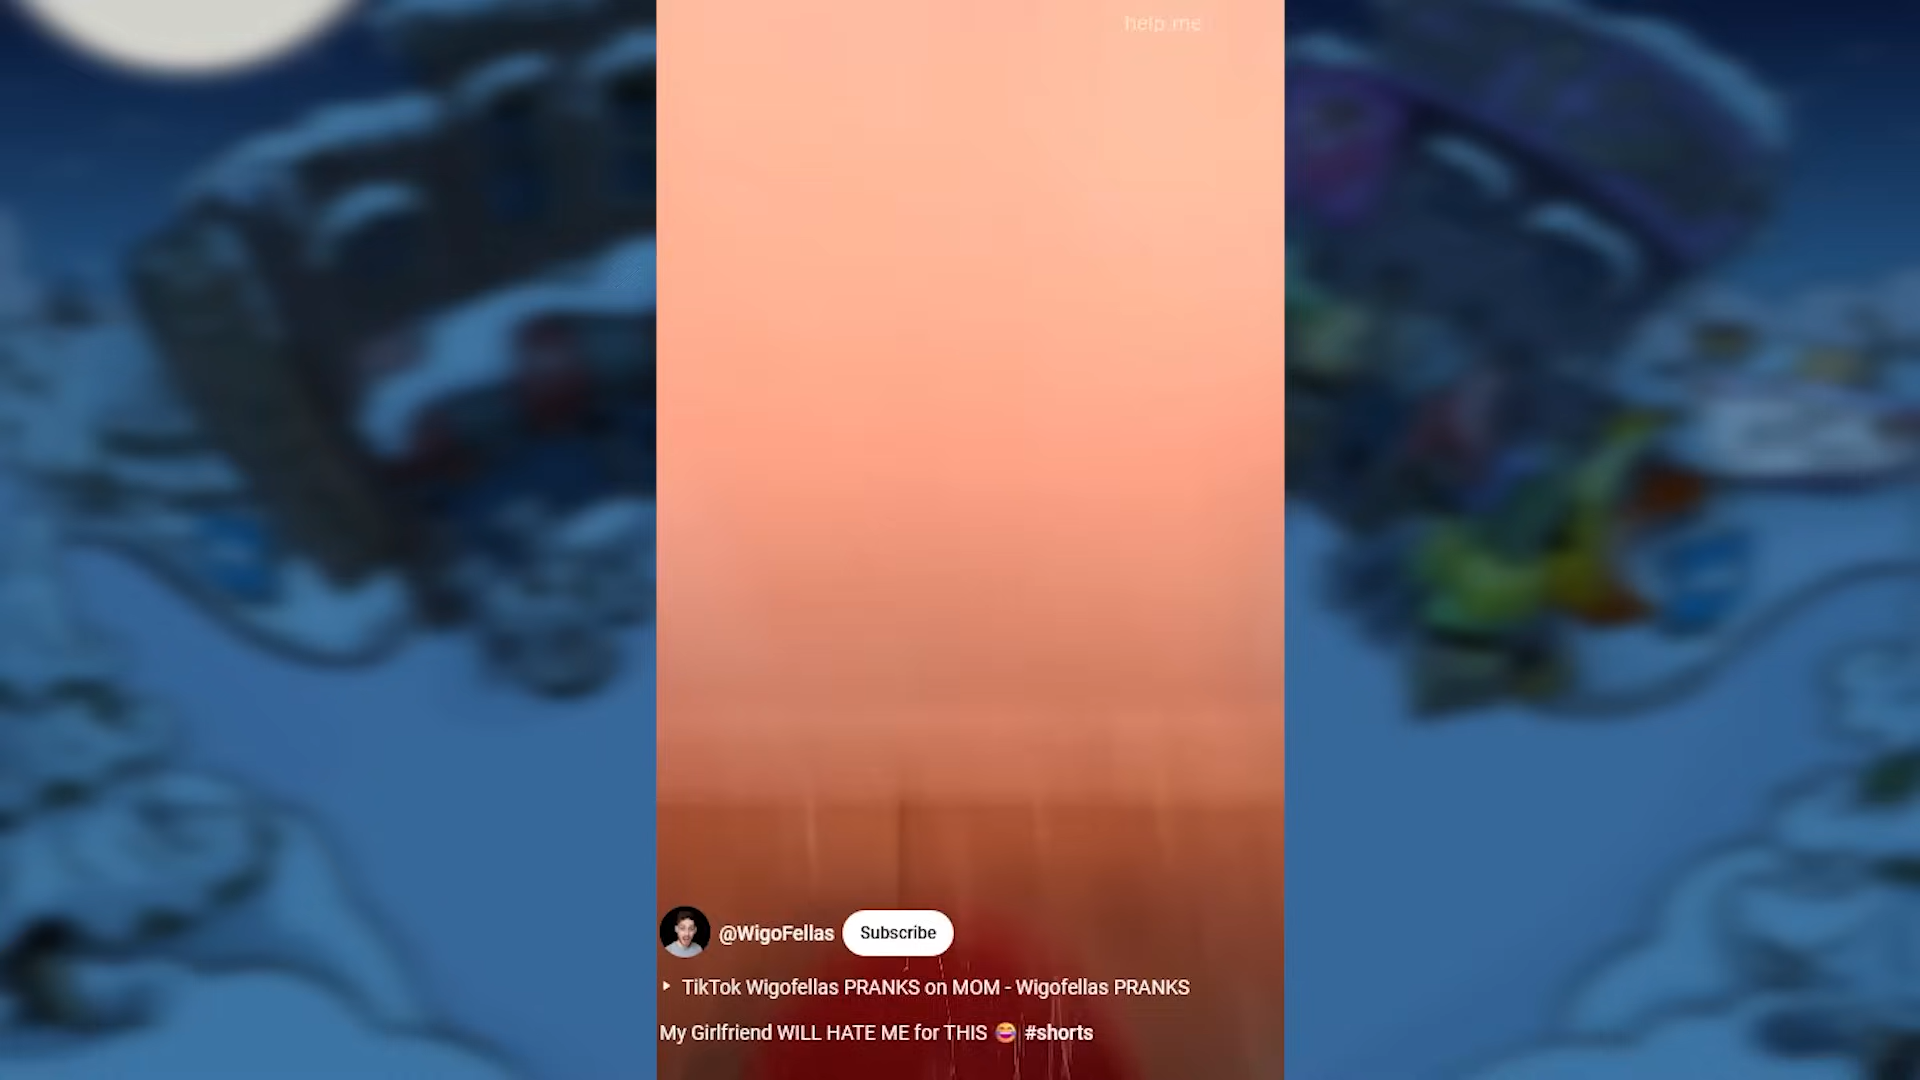 help me
@WigoFellas Subscribe
TikTok Wigofellas PRANKS on MOM - Wigofellas PRANKS
My Girlfriend WILL HATE ME for THIS 😂 #shorts